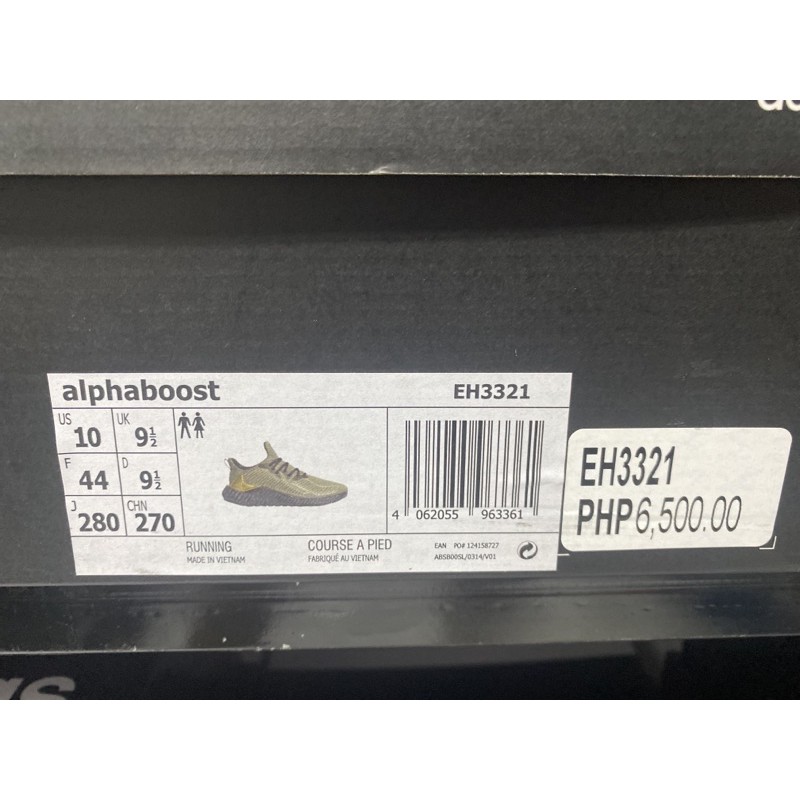 alphaboost EH3321
US 10 UK 9½
F 44 D 9½
J 280 CHN 270
4 062055 963361
RUNNING COURSE A PIED
MADE IN VIETNAM FABRIQUÉ AU VIETNAM
EAN PO# 124158727
ABSB005L/0314/V01
EH3321
PHP6,500.00